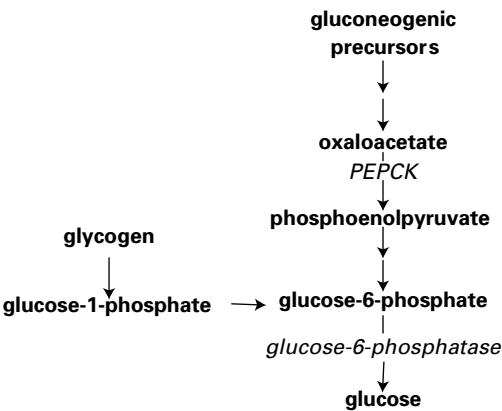 gluconeogenic
precursors
oxaloacetate
PEPCK
phosphoenolpyruvate
glycogen
glucose-1-phosphate
glucose-6-phosphate
glucose-6-phosphatase
glucose